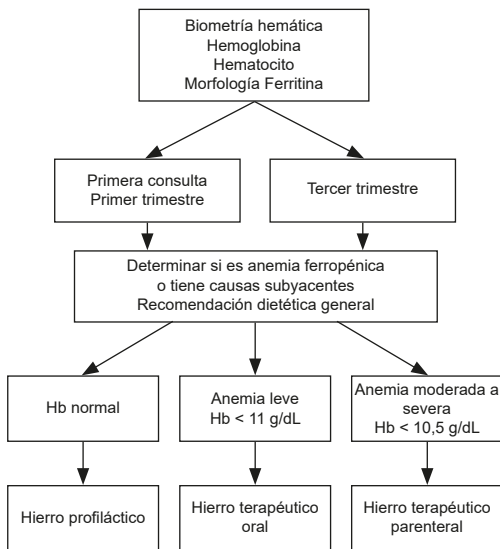 Biometría hemática
Hemoglobina
Hematocito
Morfología Ferritina
Primera consulta
Primer trimestre
Tercer trimestre
Determinar si es anemia ferropénica
o tiene causas subyacentes
Recomendación dietética general
Hb normal
Anemia leve
Hb < 11 g/dL
Anemia moderada a
severa
Hb < 10,5 g/dL
Hierro profiláctico
Hierro terapéutico
oral
Hierro terapéutico
parenteral